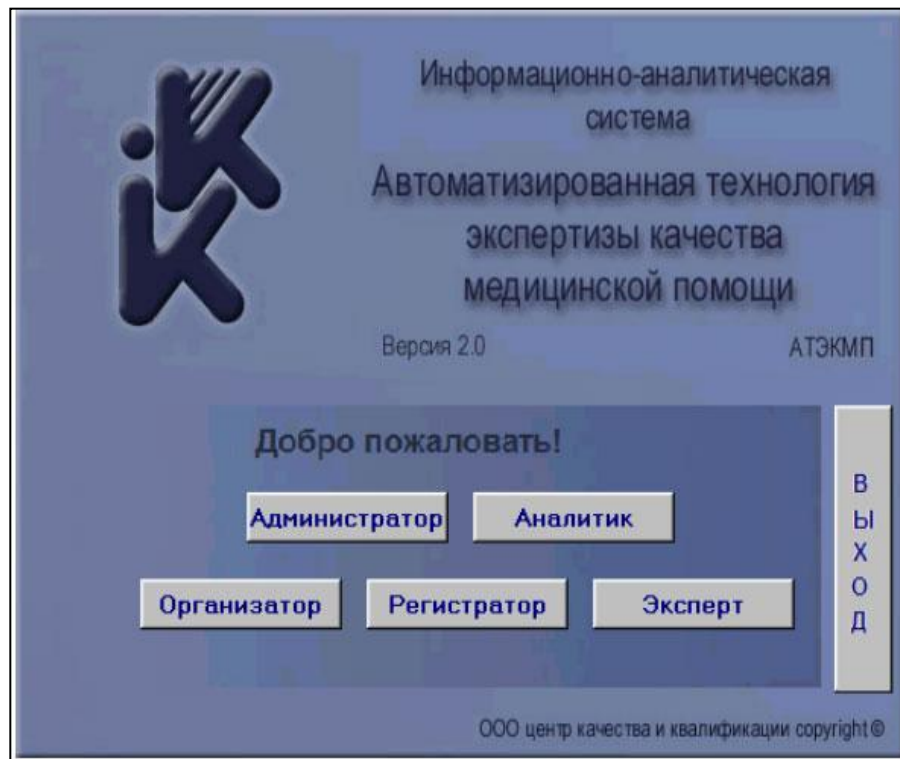 Информационно-аналитическая
система
Автоматизированная технология
экспертизы качества
медицинской помощи
Версия 2.0 АТЭКМП
Добро пожаловать!
Администратор Аналитик
Организатор Регистратор Эксперт
ВЫХОД
ООО центр качества и квалификации copyright ©